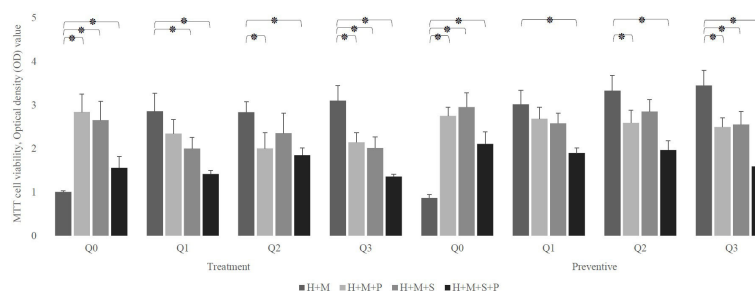 MTT cell viability, Optical density (OD) value
5
4
3
2
1
0
Q0 Q1 Q2 Q3 Q0 Q1 Q2 Q3
Treatment Preventive
H+M H+M+P H+M+S H+M+S+P